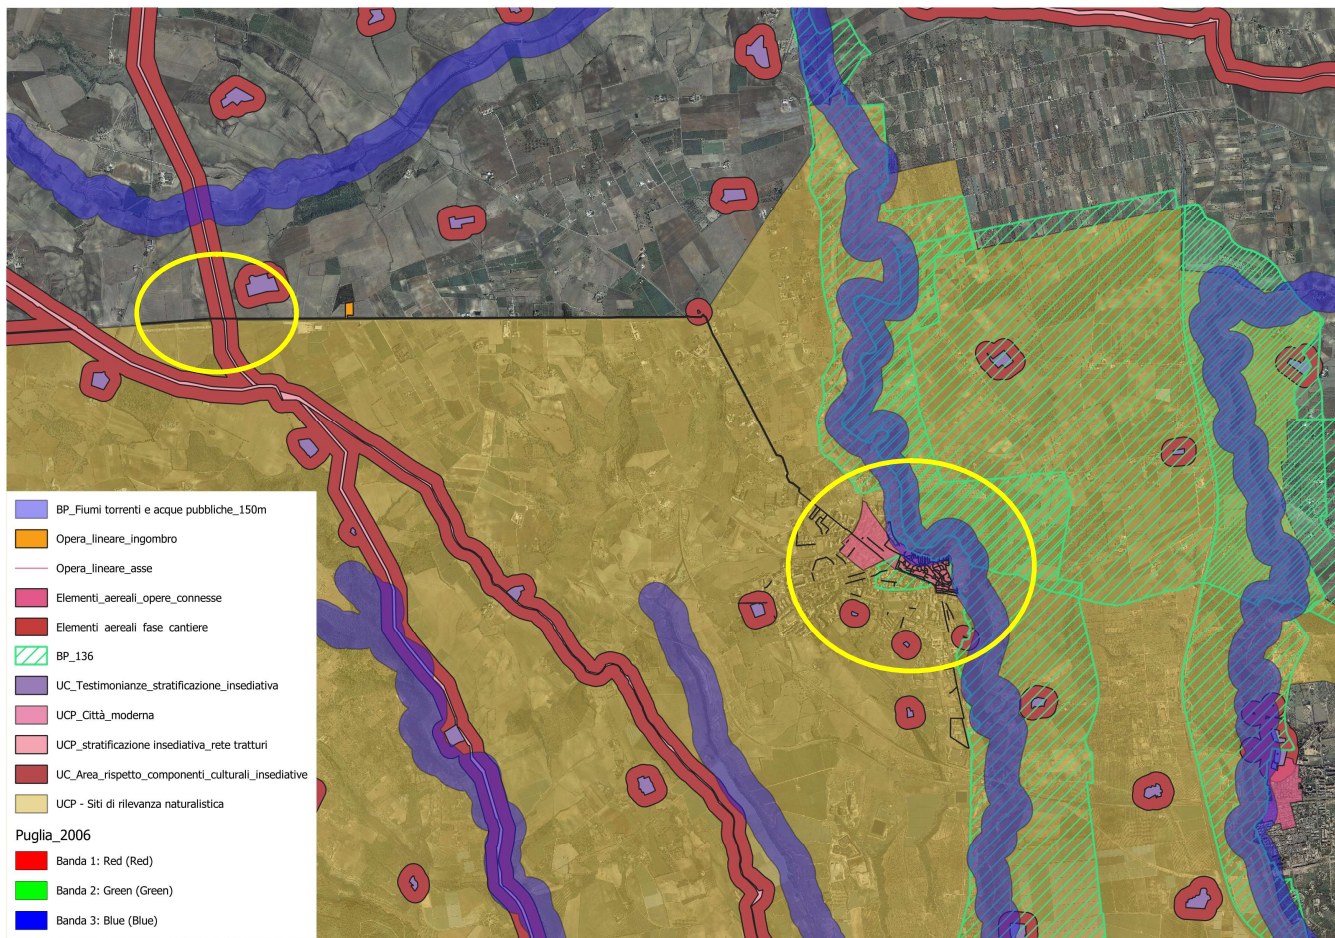 BP_Fiumi torrenti e acque pubbliche_150m
Opera_lineare_ingombro
Opera_lineare_asse
Elementi_aereali_opere_connesse
Elementi aereali fase cantiere
BP_136
UC_Testimonianze_stratificazione_insediativa
UCP_Città_moderna
UCP_stratificazione insediativa_rete tratturi
UC_Area_rispetto_componenti_culturali_insediative
UCP - Siti di rilevanza naturalistica
Puglia_2006
Banda 1: Red (Red)
Banda 2: Green (Green)
Banda 3: Blue (Blue)